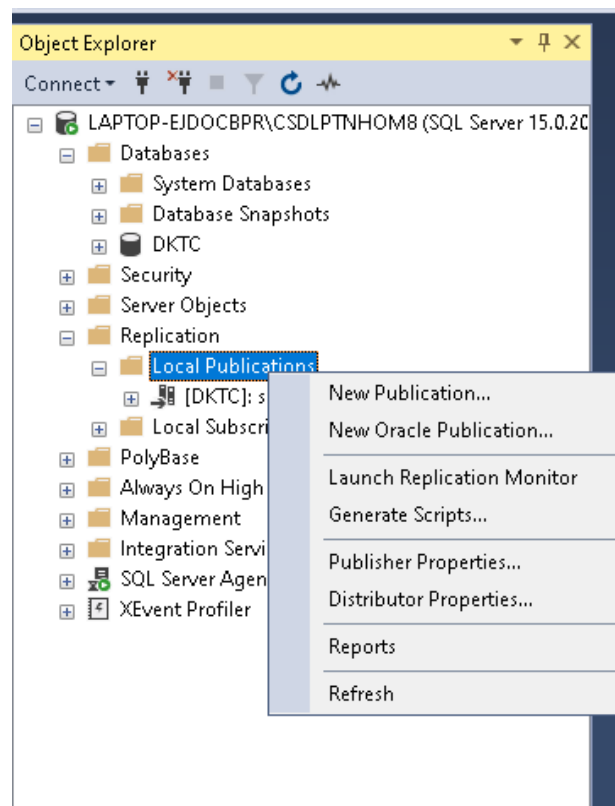 Object Explorer
Connect
LAPTOP-EJDOCBPR\CSDLPTNHOM8 (SQL Server 15.0.20
Databases
System Databases
Database Snapshots
DKTC
Security
Server Objects
Replication
Local Publications
[DKTC]: s
Local Subscri
PolyBase
Always On High
Management
Integration Servi
SQL Server Agen
XEvent Profiler
New Publication...
New Oracle Publication...
Launch Replication Monitor
Generate Scripts...
Publisher Properties...
Distributor Properties...
Reports
Refresh